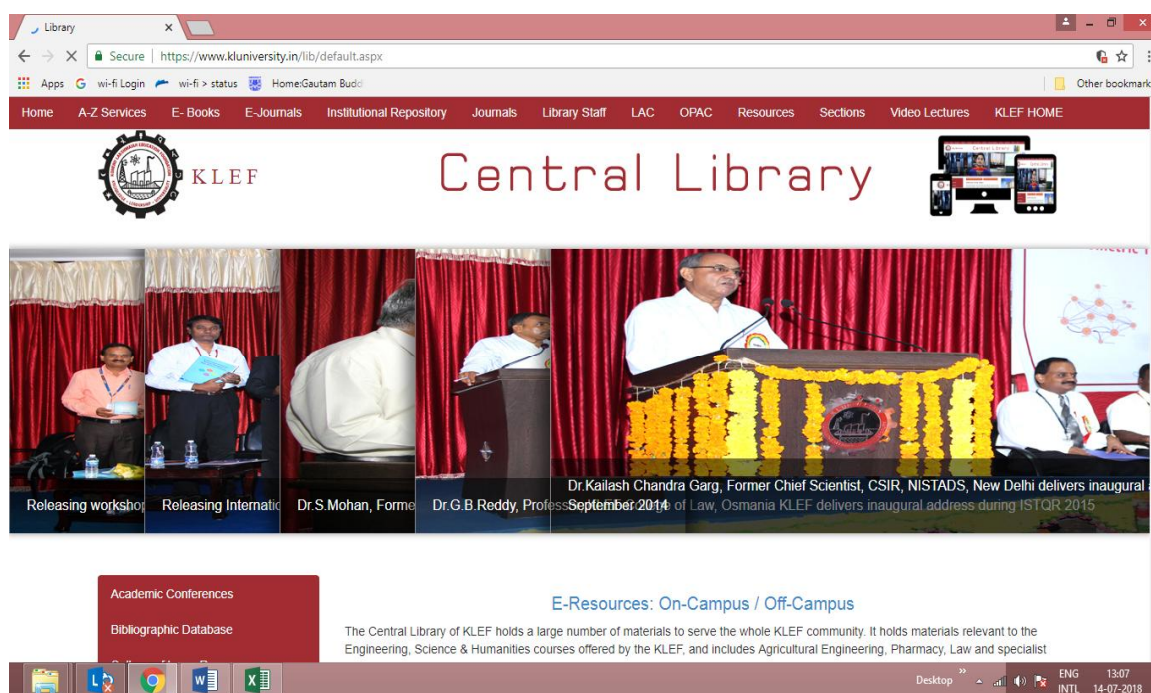 Library
Secure https://www.kluniversity.in/lib/default.aspx
Apps wi-fi Login wi-fi > status Home:Gautam Budd Other bookmark
Home A-Z Services E- Books E-Journals Institutional Repository Journals Library Staff LAC OPAC Resources Sections Video Lectures KLEF HOME
KLEF Central Library
Dr.Kailash Chandra Garg, Former Chief Scientist, CSIR, NISTADS, New Delhi delivers inaugural
Releasing workshop Releasing Internatio Dr.S.Mohan, Forme Dr.G.B.Reddy, Profess September 2014 of Law, Osmania KLEF delivers inaugural address during ISTQR 2015
Academic Conferences
E-Resources: On-Campus / Off-Campus
Bibliographic Database
The Central Library of KLEF holds a large number of materials to serve the whole KLEF community. It holds materials relevant to the
Engineering, Science & Humanities courses offered by the KLEF, and includes Agricultural Engineering, Pharmacy, Law and specialist
Desktop ENG 13:07
INTL 14-07-2018